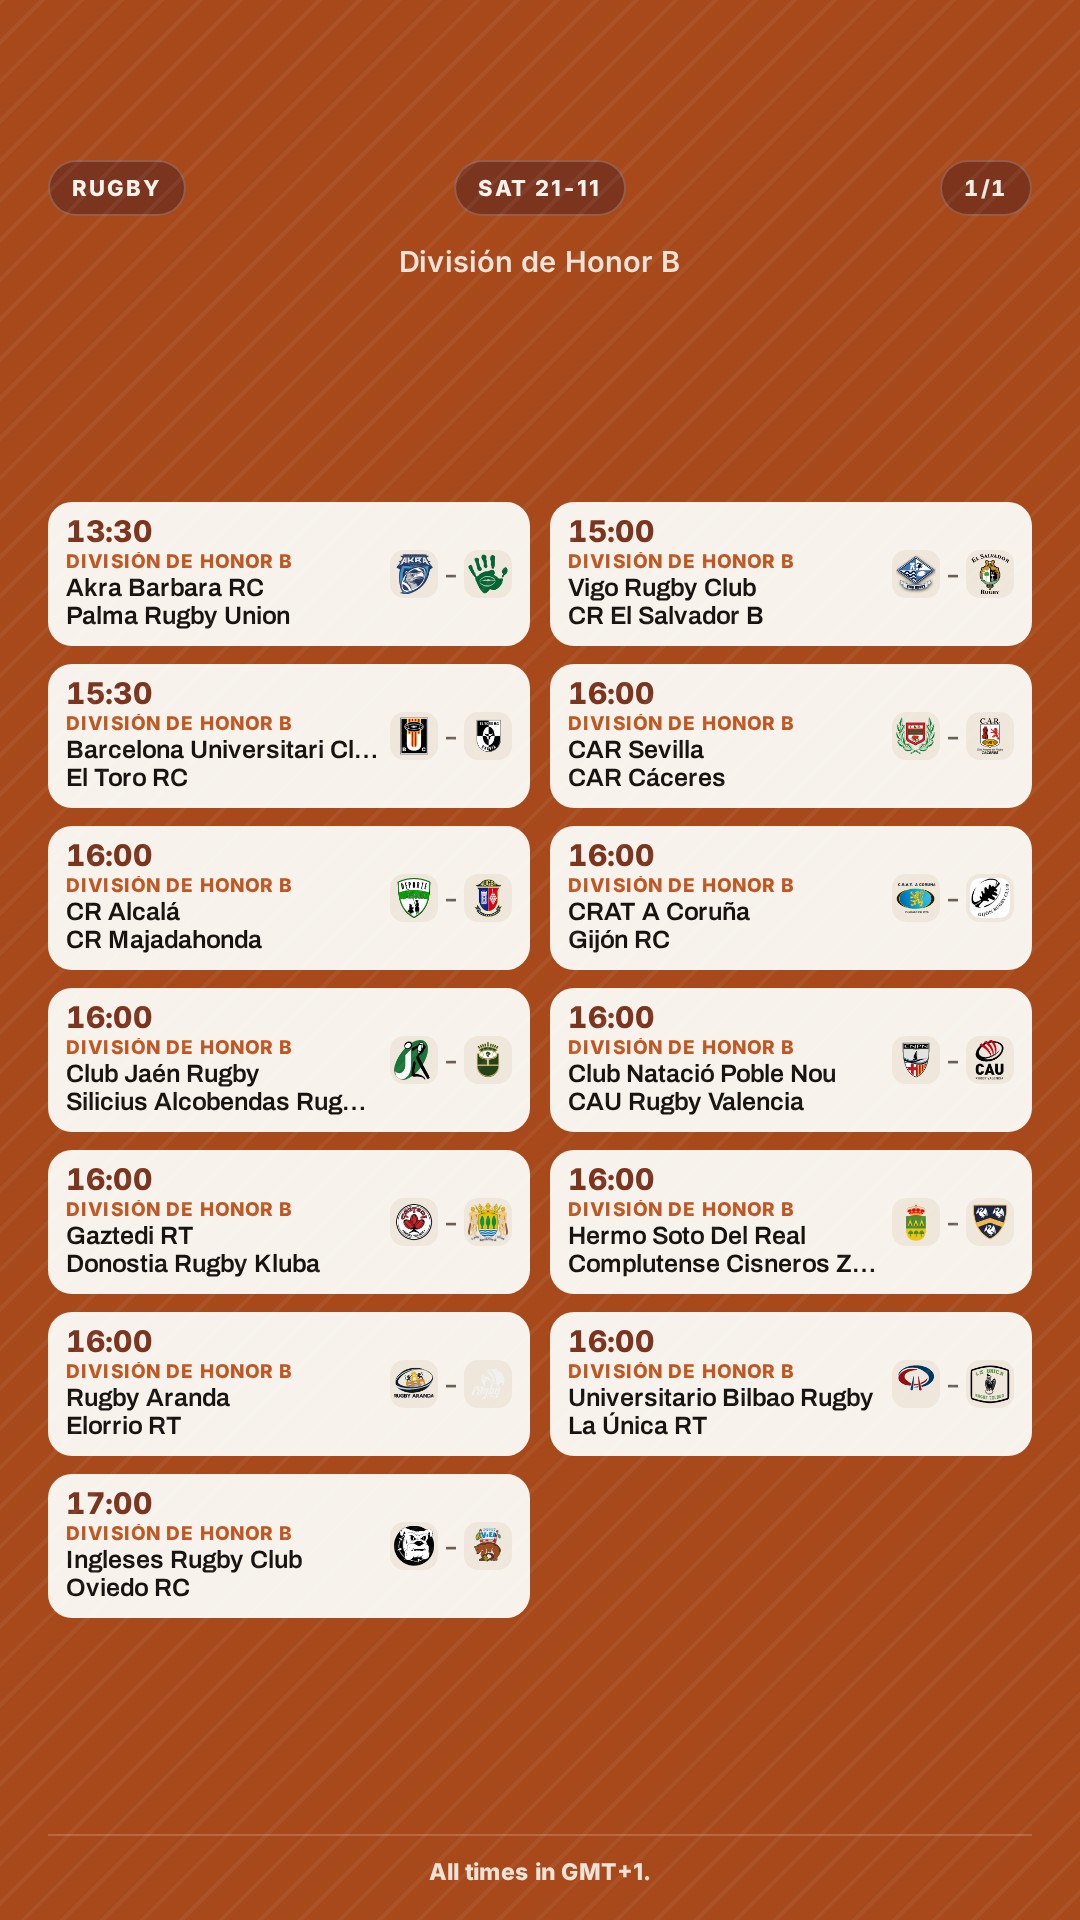 RUGBY
SAT 21-11
1/1
División de Honor B
13:30
DIVISIÓN DE HONOR B
Akra Barbara RC
Palma Rugby Union
15:00
DIVISIÓN DE HONOR B
Vigo Rugby Club
CR El Salvador B
15:30
DIVISIÓN DE HONOR B
Barcelona Universitari Cl...
El Toro RC
16:00
DIVISIÓN DE HONOR B
CAR Sevilla
CAR Cáceres
16:00
DIVISIÓN DE HONOR B
CR Alcalá
CR Majadahonda
16:00
DIVISIÓN DE HONOR B
CRAT A Coruña
Gijón RC
16:00
DIVISIÓN DE HONOR B
Club Jaén Rugby
Silicius Alcobendas Rug...
16:00
DIVISIÓN DE HONOR B
Club Natació Poble Nou
CAU Rugby Valencia
16:00
DIVISIÓN DE HONOR B
Gaztedi RT
Donostia Rugby Kluba
16:00
DIVISIÓN DE HONOR B
Hermo Soto Del Real
Complutense Cisneros Z...
16:00
DIVISIÓN DE HONOR B
Rugby Aranda
Elorrio RT
16:00
DIVISIÓN DE HONOR B
Universitario Bilbao Rugby
La Única RT
17:00
DIVISIÓN DE HONOR B
Ingleses Rugby Club
Oviedo RC
All times in GMT+1.